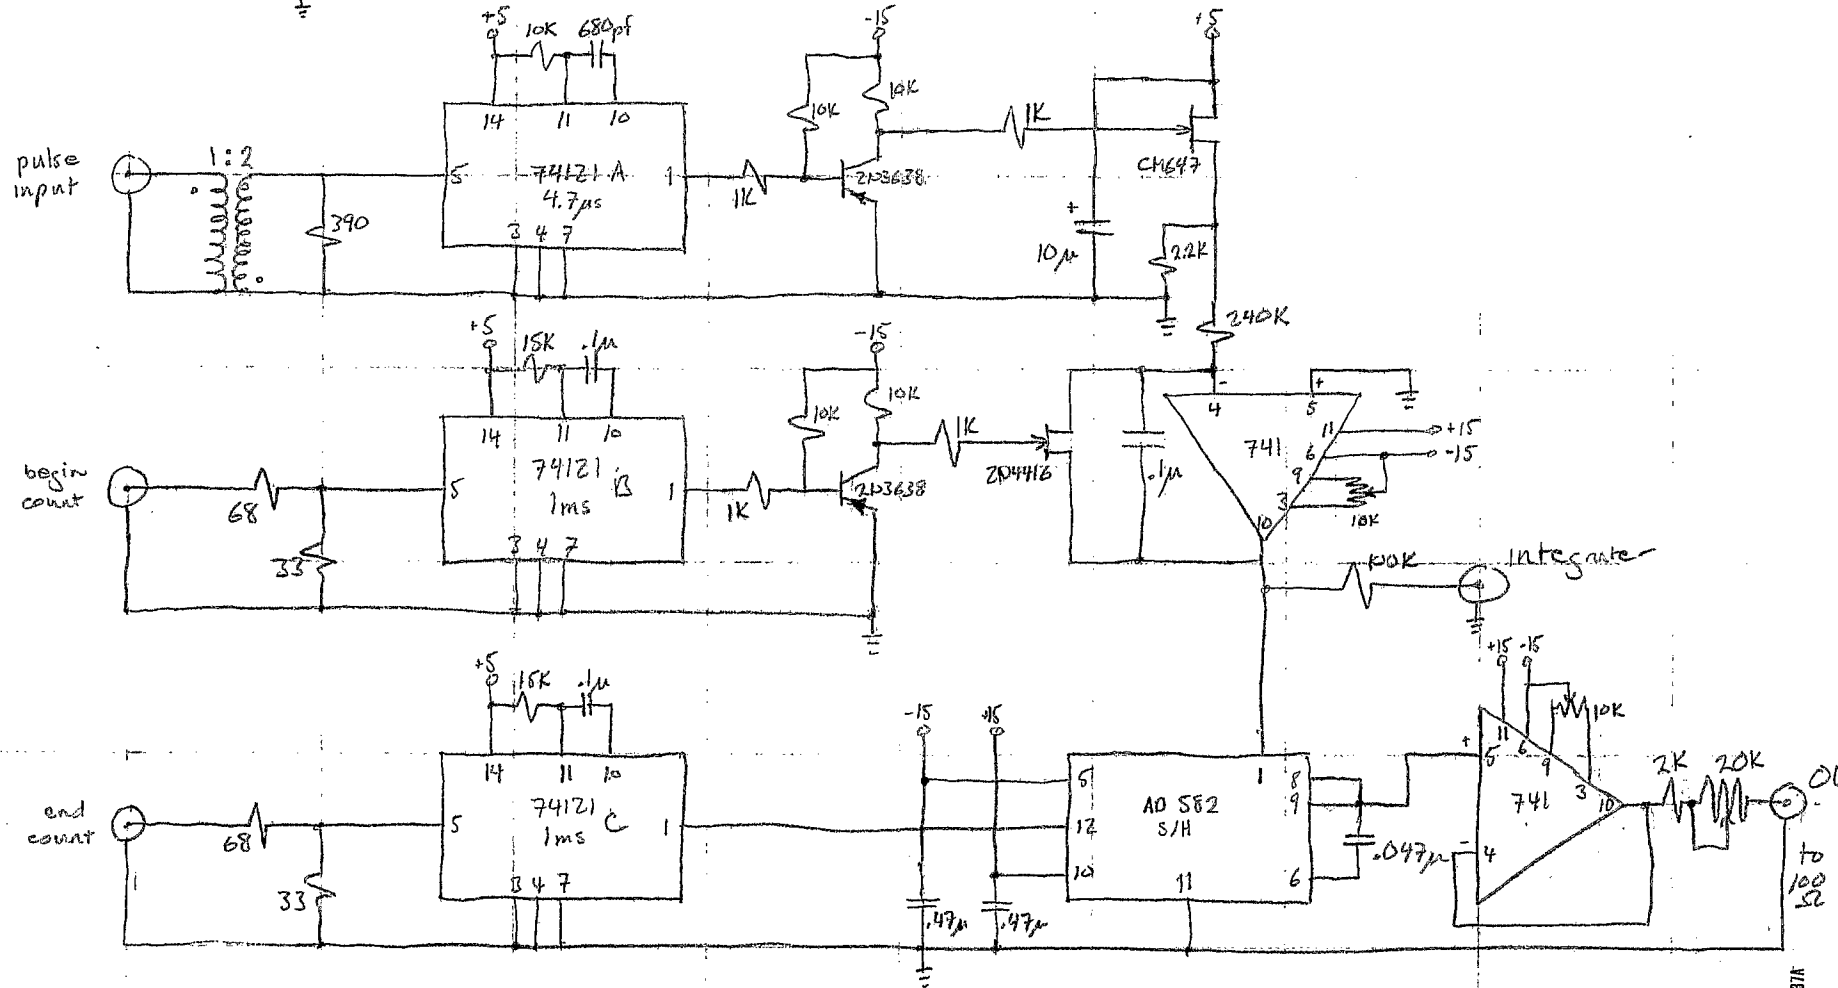 +5
10K
680pf
-15
+5
14
11
10
10K
10K
1K
pulse
input
1:2
5
74121 A
4.7μs
1
1K
2N3638
CM647
390
3 4 7
+
10μ
2.2K
240K
+5
15K
.1μ
-15
14
11
10
10K
10K
1K
-
4
+
5
741
11
+15
6
-15
9
3
10
10K
begin
count
68
5
74121 B
1ms
1
1K
2N3638
2N4416
.1μ
33
3 4 7
100K
Integrate
+5
15K
.1μ
-15
+15
+15
-15
10K
14
11
10
end
count
68
5
74121 C
1ms
1
12
10
AD 582
S/H
1
8
9
6
11
.047μ
+
5
11
6
9
3
10
741
-
4
2K
20K
to
100
Ω
33
3 4 7
.47μ
.47μ